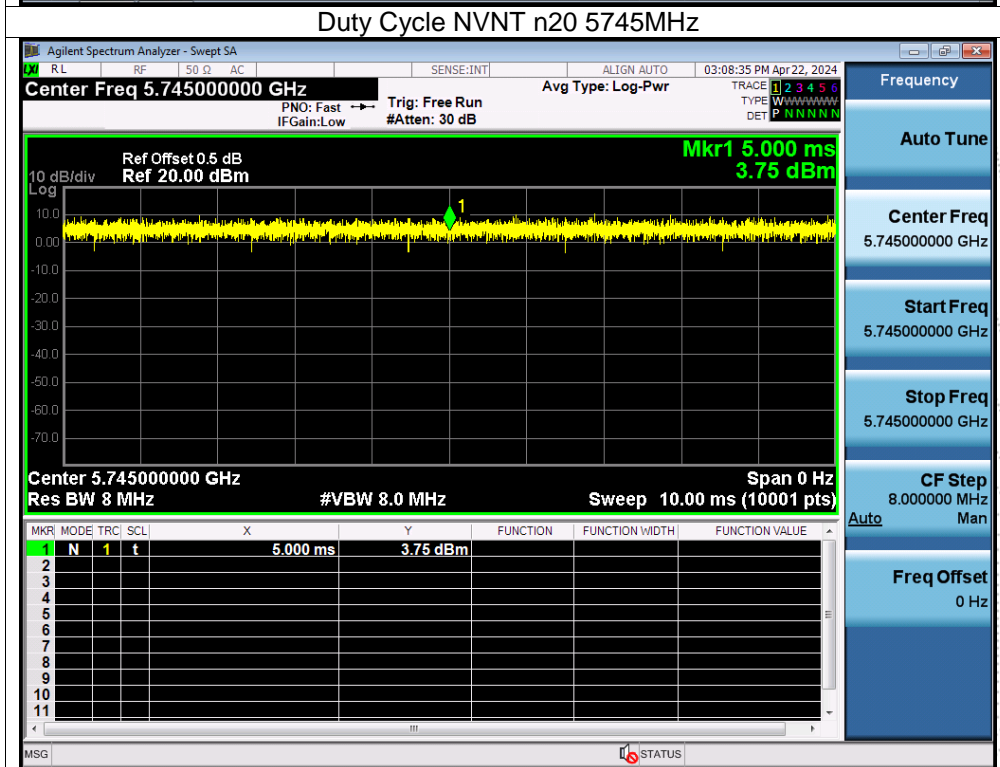 Duty Cycle NVNT n20 5745MHz
Agilent Spectrum Analyzer - Swept SA
LXI RL RF 50 Ω AC SENSE:INT ALIGN AUTO 03:08:35 PM Apr 22, 2024
Center Freq 5.745000000 GHz Avg Type: Log-Pwr TRACE 1 2 3 4 5 6
PNO: Fast Trig: Free Run TYPE WWWWWW
IFGain:Low #Atten: 30 dB DET P N N N N N
Frequency
Auto Tune
Center Freq
5.745000000 GHz
Start Freq
5.745000000 GHz
Stop Freq
5.745000000 GHz
CF Step
8.000000 MHz
Auto Man
Freq Offset
0 Hz
Mkr1 5.000 ms
3.75 dBm
Ref Offset 0.5 dB
10 dB/div Ref 20.00 dBm
Log
1
10.0
0.00
-10.0
-20.0
-30.0
-40.0
-50.0
-60.0
-70.0
Center 5.745000000 GHz Span 0 Hz
Res BW 8 MHz #VBW 8.0 MHz Sweep 10.00 ms (10001 pts)
MKR MODE TRC SCL X Y FUNCTION FUNCTION WIDTH FUNCTION VALUE
1 N 1 t 5.000 ms 3.75 dBm
2
3
4
5
6
7
8
9
10
11
MSG STATUS